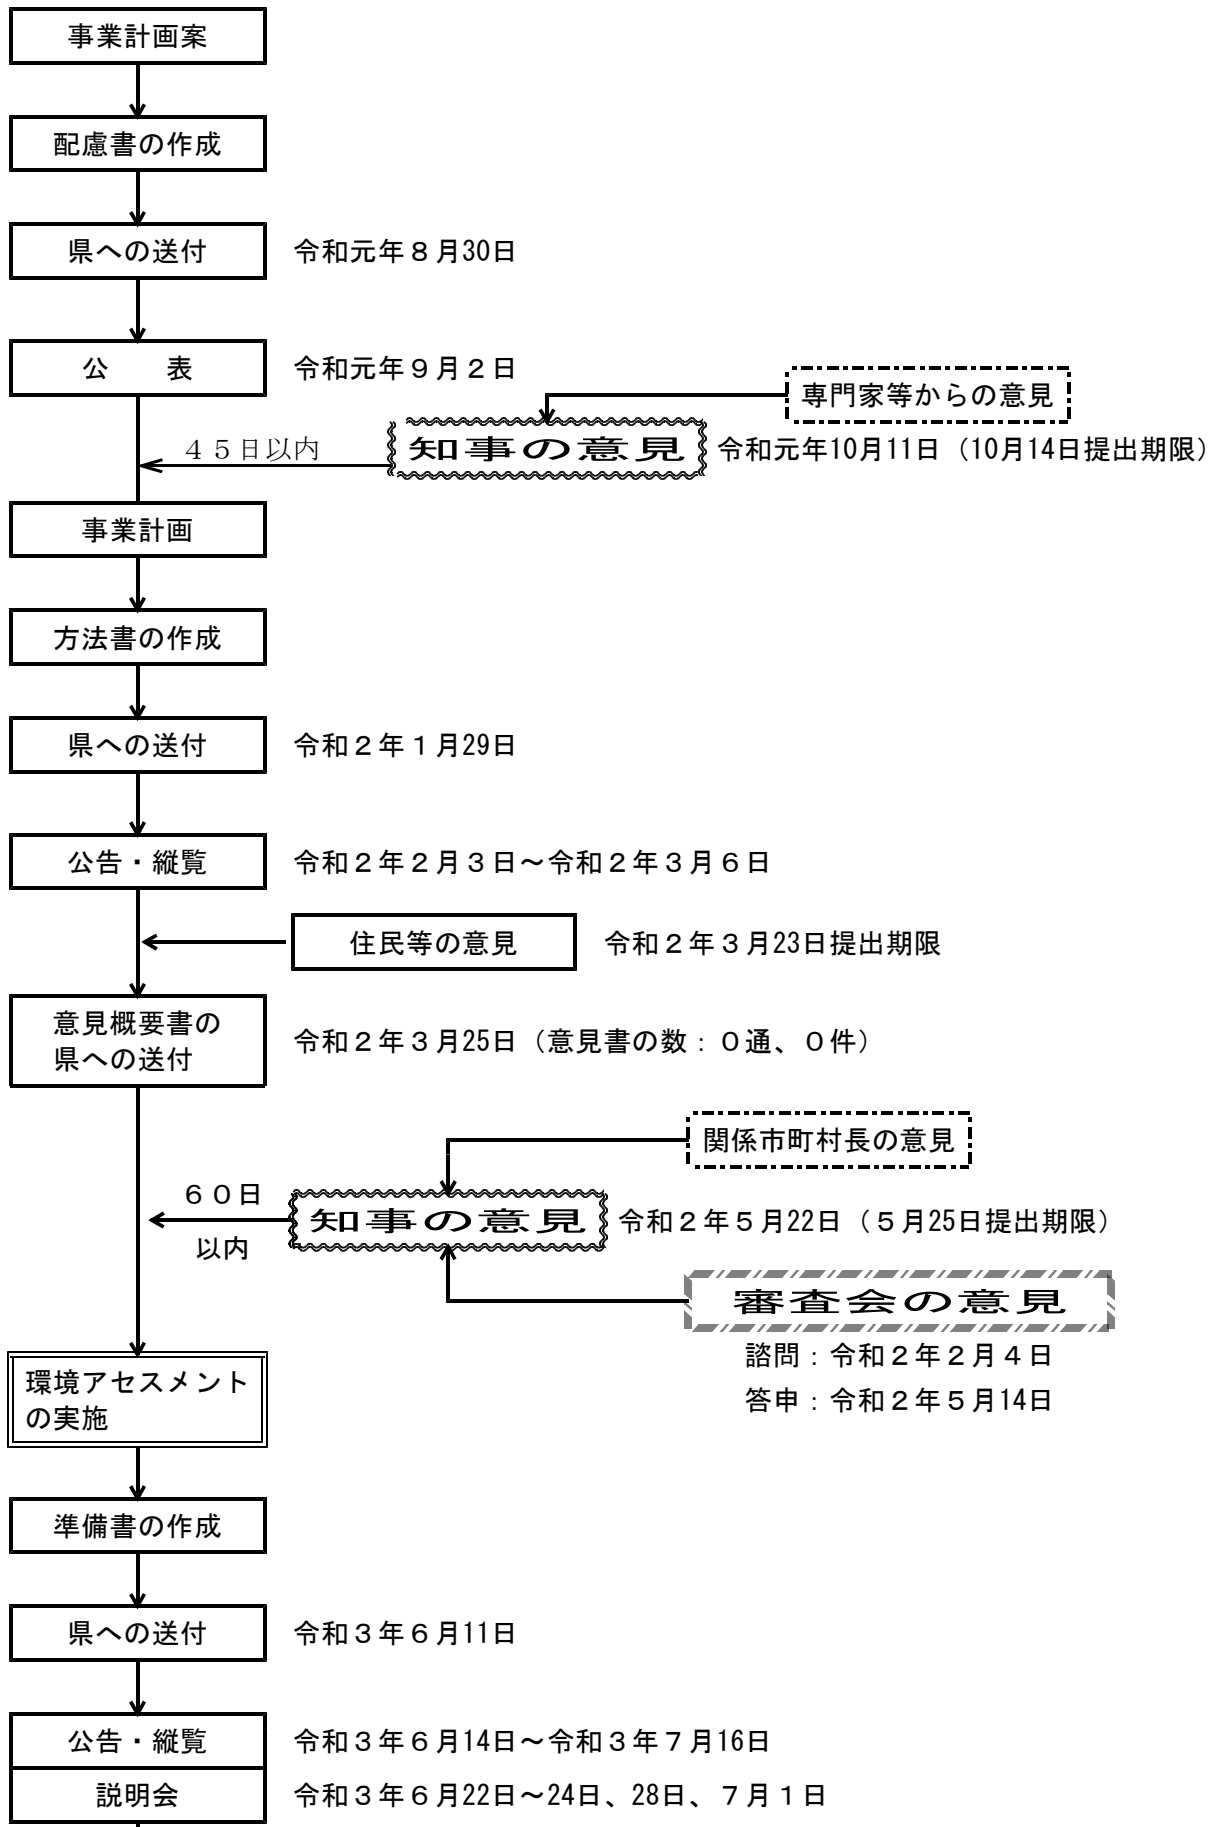 事業計画案
配慮書の作成
県への送付
令和元年８月30日
公　　表
令和元年９月２日
専門家等からの意見
４５日以内
知事の意見
令和元年10月11日（10月14日提出期限）
事業計画
方法書の作成
県への送付
令和２年１月29日
公告・縦覧
令和２年２月３日～令和２年３月６日
住民等の意見
令和２年３月23日提出期限
意見概要書の
県への送付
令和２年３月25日（意見書の数：０通、０件）
関係市町村長の意見
６０日
以内
知事の意見
令和２年５月22日（５月25日提出期限）
審査会の意見
諮問：令和２年２月４日
答申：令和２年５月14日
環境アセスメント
の実施
準備書の作成
県への送付
令和３年６月11日
公告・縦覧
令和３年６月14日～令和３年７月16日
説明会
令和３年６月22日～24日、28日、７月１日